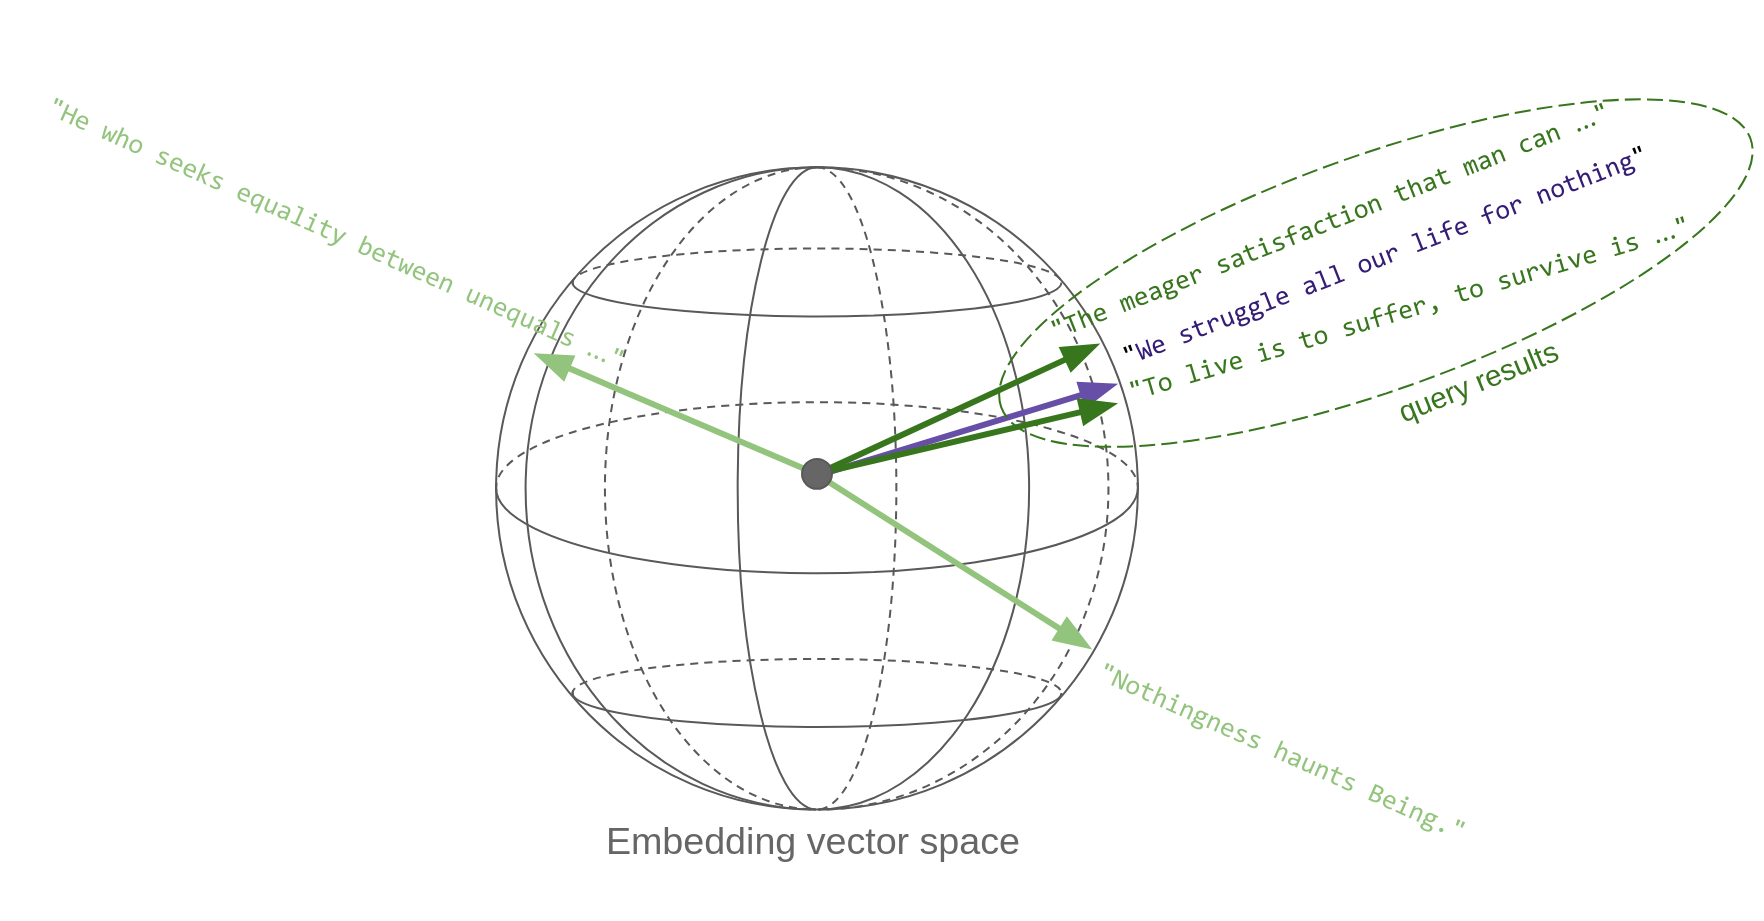 "He who seeks equality between unequals …"
"The meager satisfaction that man can …"
"We struggle all our life for nothing"
"To live is to suffer, to survive is …"
query results
"Nothingness haunts Being."
Embedding vector space